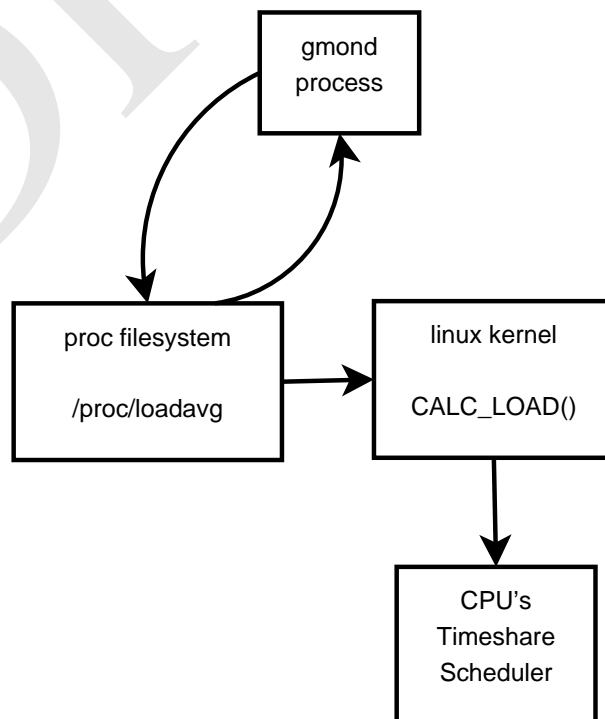 gmond
process
proc filesystem
/proc/loadavg
linux kernel
CALC_LOAD()
CPU's
Timeshare
Scheduler